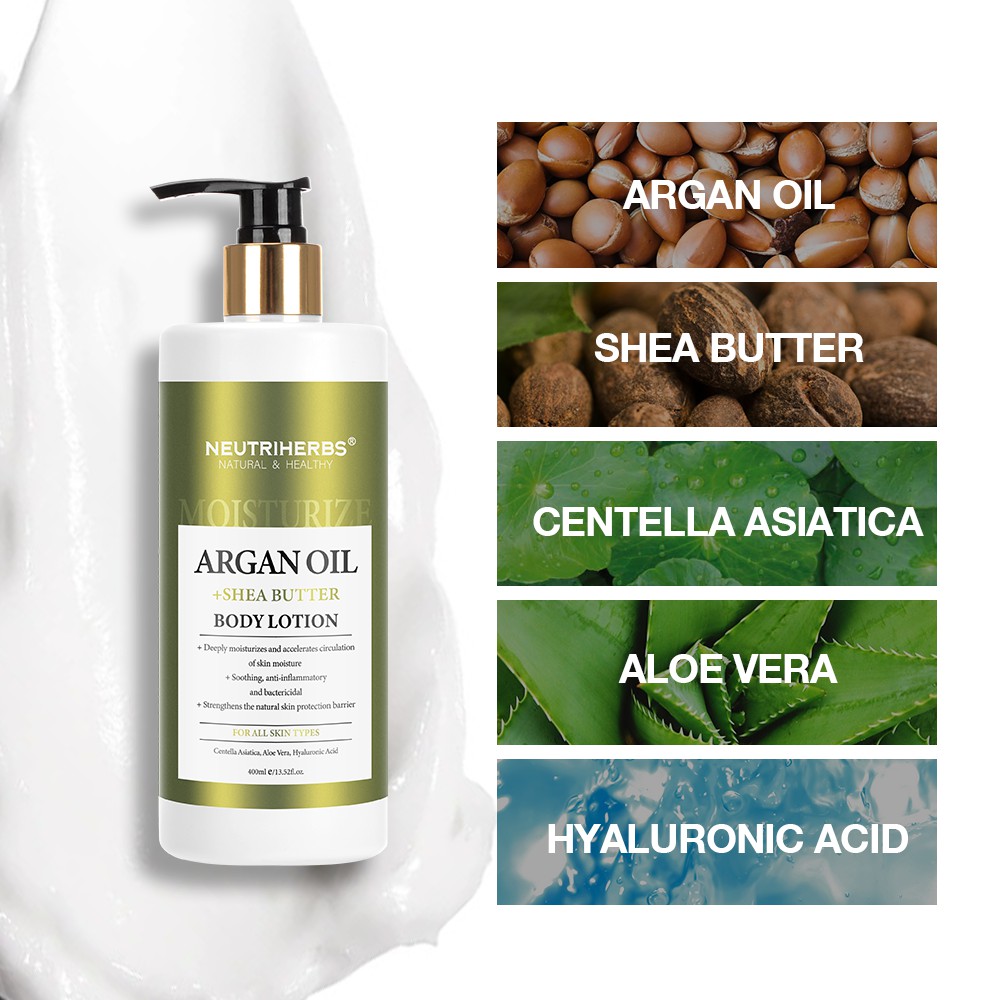 NEUTRIHERBS®
NATURAL & HEALTHY
MOISTURIZE
ARGAN OIL
+SHEA BUTTER
BODY LOTION
+ Deeply moisturizes and accelerates circulation
of skin moisture
+ Soothing, anti-inflammatory
and bactericidal
+ Strengthens the natural skin protection barrier
FOR ALL SKIN TYPES
Centella Asiatica, Aloe Vera, Hyaluronic Acid
400ml ℮/13.52fl.oz.
ARGAN OIL
SHEA BUTTER
CENTELLA ASIATICA
ALOE VERA
HYALURONIC ACID